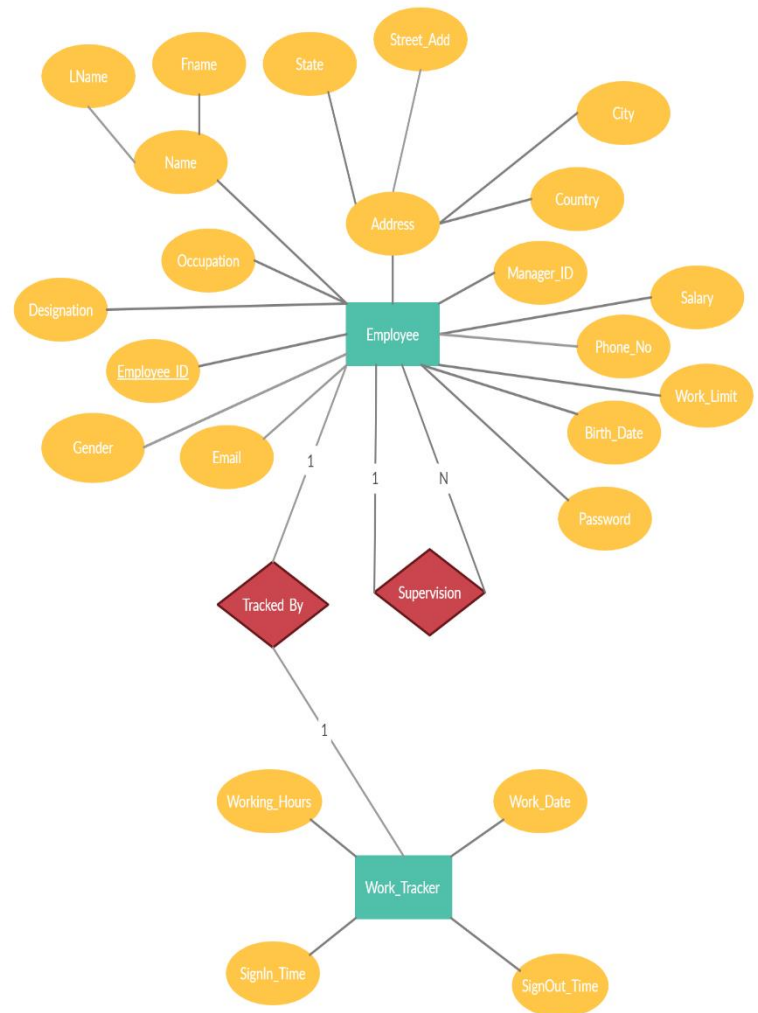 Street_Add
Fname
State
LName
City
Name
Country
Address
Occupation
Manager_ID
Designation
Salary
Employee
Phone_No
Employee_ID
Work_Limit
Birth_Date
Gender
Email
1
1
N
Password
Supervision
Tracked By
1
Working_Hours
Work_Date
Work_Tracker
SignIn_Time
SignOut_Time